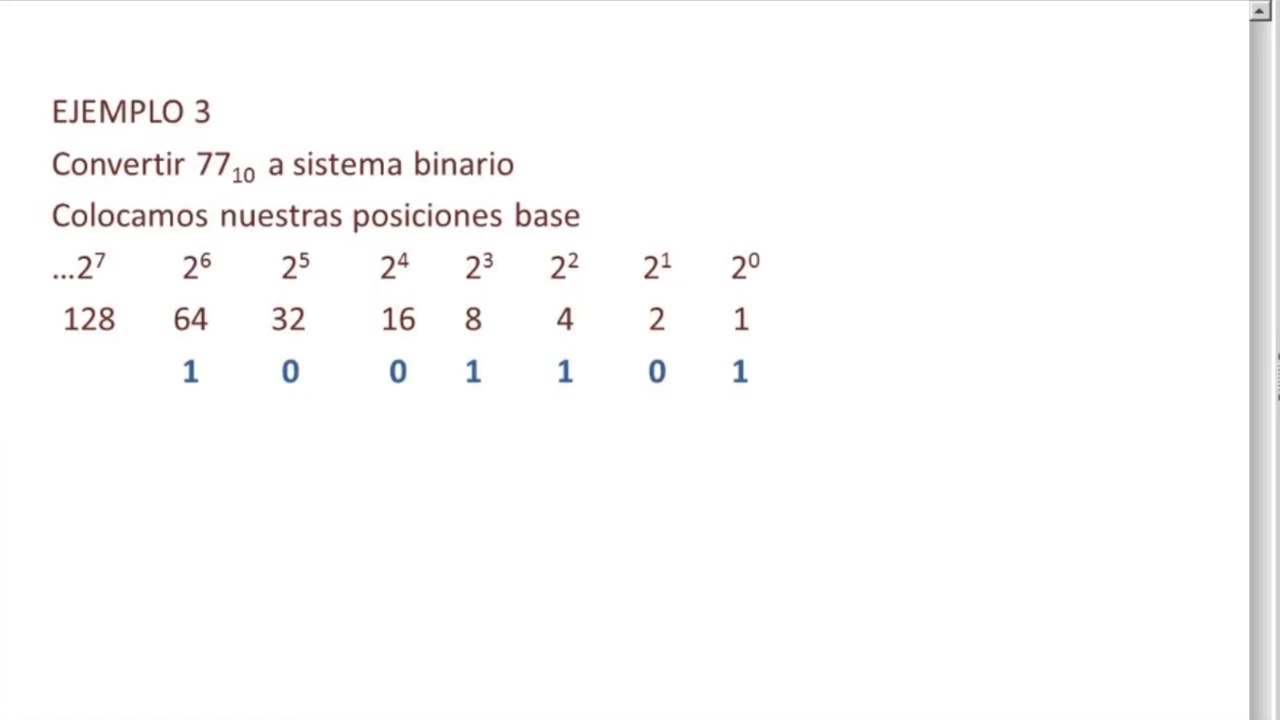 EJEMPLO 3
Convertir 77₁₀ a sistema binario
Colocamos nuestras posiciones base
...2⁷ 2⁶ 2⁵ 2⁴ 2³ 2² 2¹ 2⁰
128 64 32 16 8 4 2 1
1 0 0 1 1 0 1